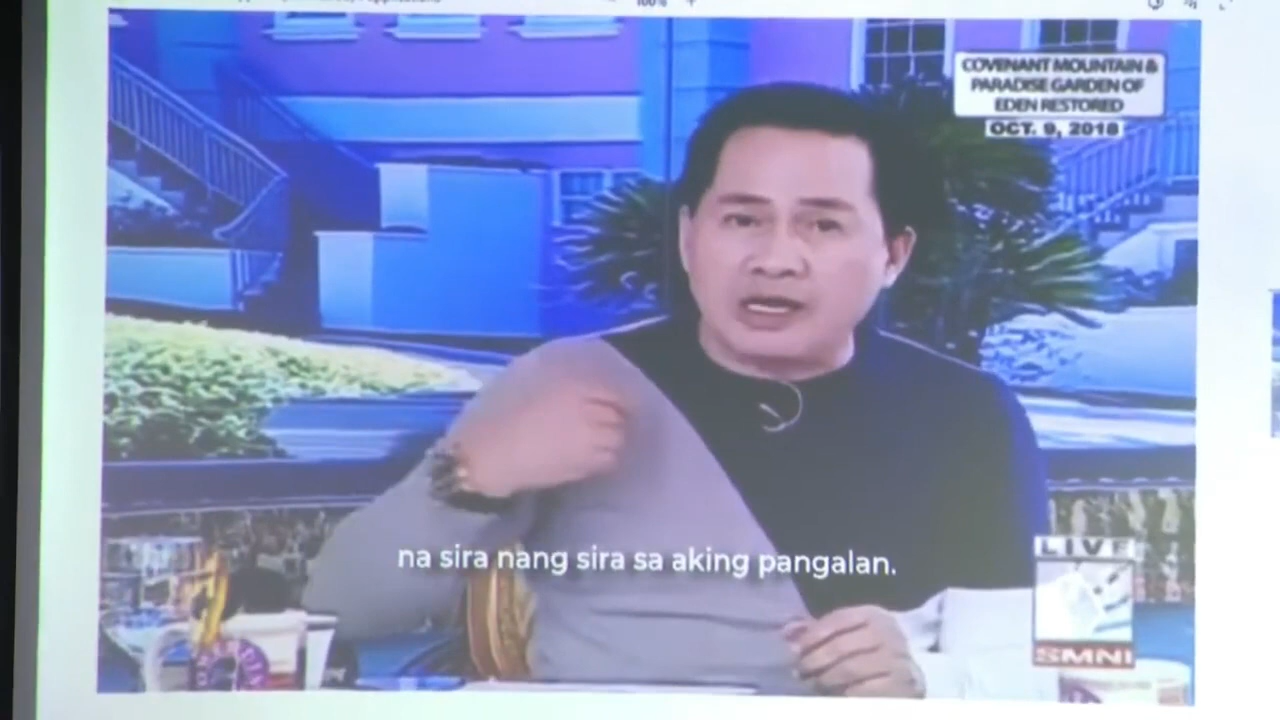 100%
COVENANT MOUNTAIN &
PARADISE GARDEN OF
EDEN RESTORED
OCT. 9, 2018
na sira nang sira sa aking pangalan.
LIVE
SMNI